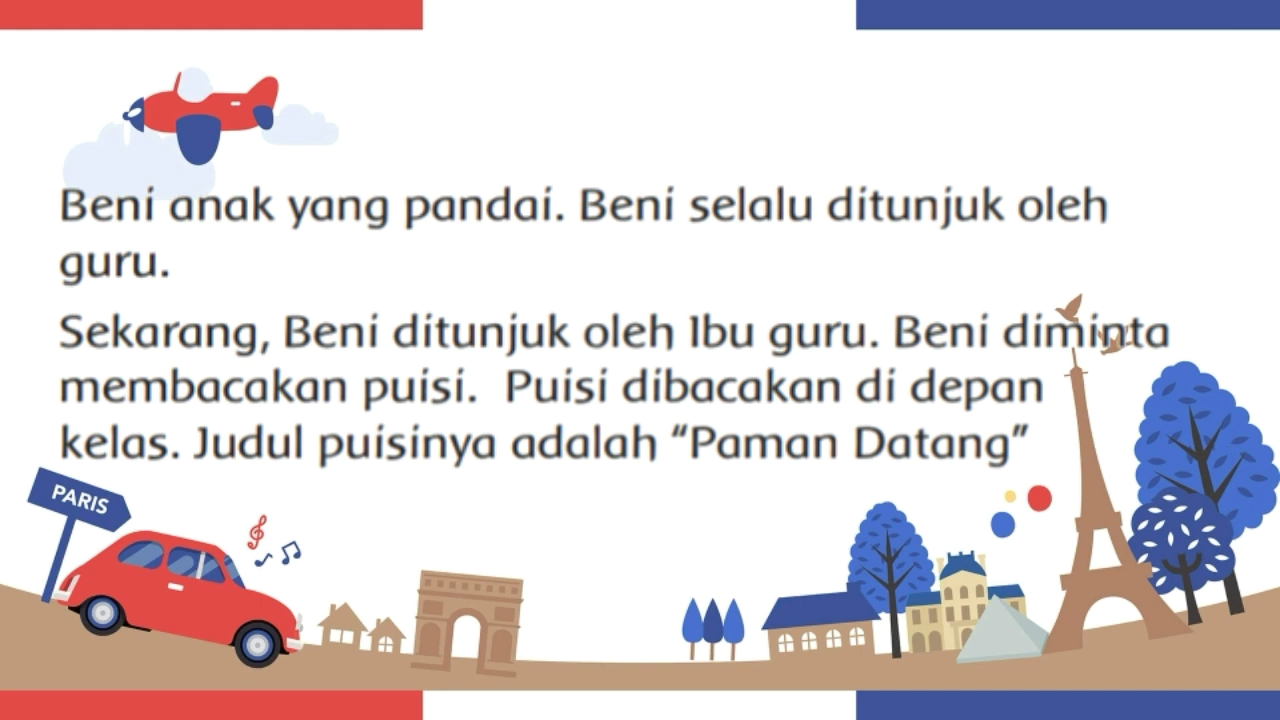 Beni anak yang pandai. Beni selalu ditunjuk oleh
guru.
Sekarang, Beni ditunjuk oleh Ibu guru. Beni diminta
membacakan puisi.  Puisi dibacakan di depan
kelas. Judul puisinya adalah “Paman Datang”
PARIS